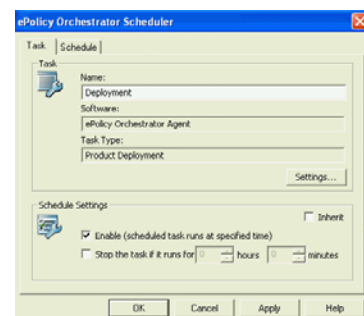 ePolicy Orchestrator Scheduler
Task Schedule
Task
Name:
Deployment
Software:
ePolicy Orchestrator Agent
Task Type:
Product Deployment
Settings...
Schedule Settings
Inherit
Enable (scheduled task runs at specified time)
Stop the task if it runs for 0 hours 0 minutes
OK Cancel Apply Help